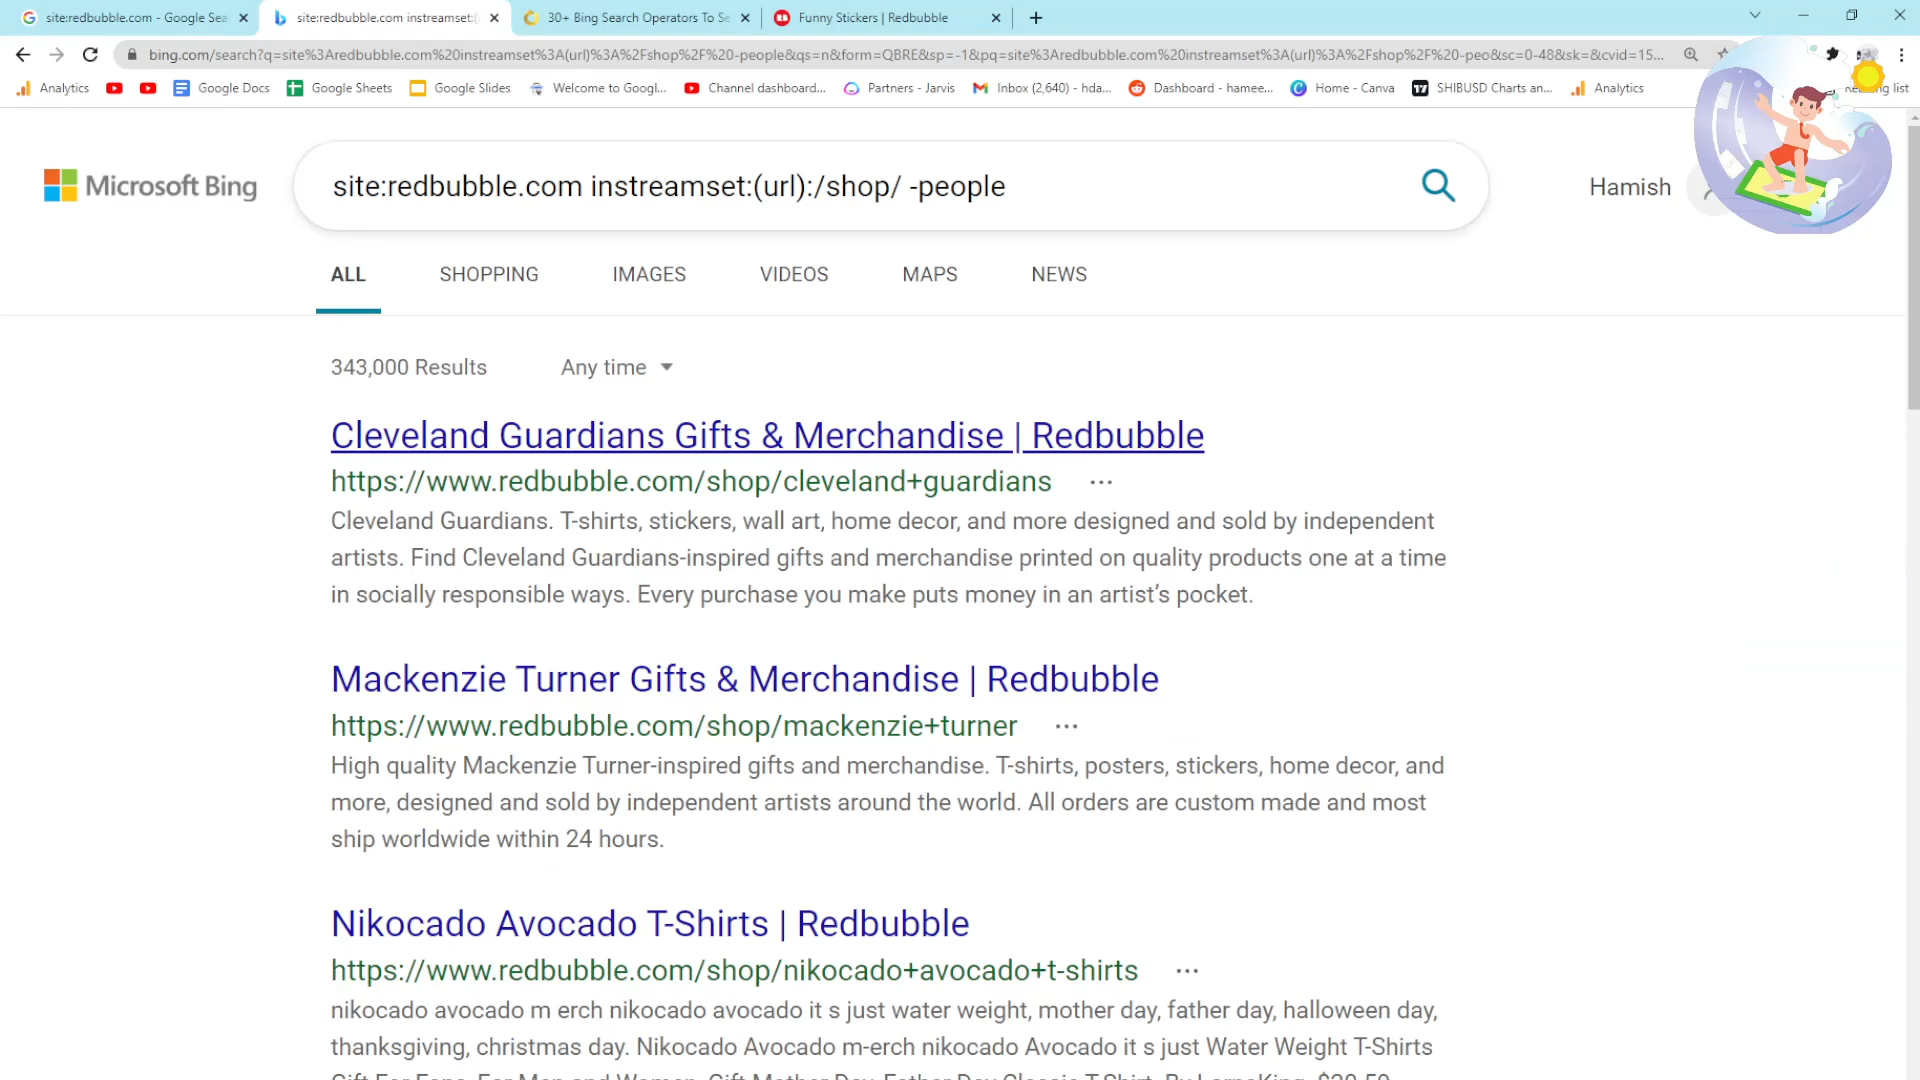 site:redbubble.com - Google Sea
site:redbubble.com instreamset:(
30+ Bing Search Operators To Se
Funny Stickers | Redbubble
bing.com/search?q=site%3Aredbubble.com%20instreamset%3A(url)%3A%2Fshop%2F%20-people&qs=n&form=QBRE&sp=-1&pq=site%3Aredbubble.com%20instreamset%3A(url)%3A%2Fshop%2F%20-peo&sc=0-48&sk=&cvid=15...
Analytics
Google Docs
Google Sheets
Google Slides
Welcome to Googl...
Channel dashboard...
Partners - Jarvis
Inbox (2,640) - hda...
Dashboard - hamee...
Home - Canva
SHIBUSD Charts an...
Analytics
list
Microsoft Bing
site:redbubble.com instreamset:(url):/shop/ -people
Hamish
ALL
SHOPPING
IMAGES
VIDEOS
MAPS
NEWS
343,000 Results
Any time
Cleveland Guardians Gifts & Merchandise | Redbubble
https://www.redbubble.com/shop/cleveland+guardians ...
Cleveland Guardians. T-shirts, stickers, wall art, home decor, and more designed and sold by independent
artists. Find Cleveland Guardians-inspired gifts and merchandise printed on quality products one at a time
in socially responsible ways. Every purchase you make puts money in an artist’s pocket.
Mackenzie Turner Gifts & Merchandise | Redbubble
https://www.redbubble.com/shop/mackenzie+turner ...
High quality Mackenzie Turner-inspired gifts and merchandise. T-shirts, posters, stickers, home decor, and
more, designed and sold by independent artists around the world. All orders are custom made and most
ship worldwide within 24 hours.
Nikocado Avocado T-Shirts | Redbubble
https://www.redbubble.com/shop/nikocado+avocado+t-shirts ...
nikocado avocado m erch nikocado avocado it s just water weight, mother day, father day, halloween day,
thanksgiving, christmas day. Nikocado Avocado m-erch nikocado Avocado it s just Water Weight T-Shirts